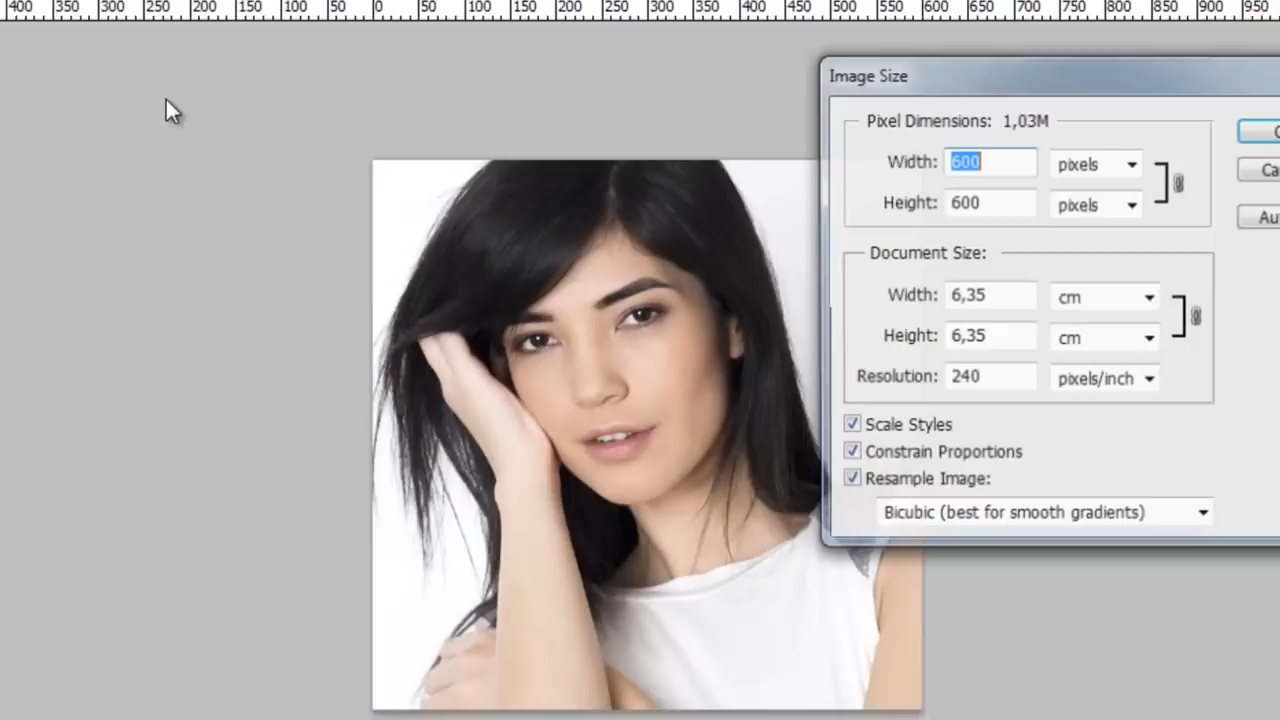 400 350 300 250 200 150 100 50 0 50 100 150 200 250 300 350 400 450 500 550 600 650 700 750 800 850 900 950
Image Size
Pixel Dimensions: 1,03M
Width: 600 pixels
Height: 600 pixels
Ca
Au
Document Size:
Width: 6,35 cm
Height: 6,35 cm
Resolution: 240 pixels/inch
Scale Styles
Constrain Proportions
Resample Image:
Bicubic (best for smooth gradients)